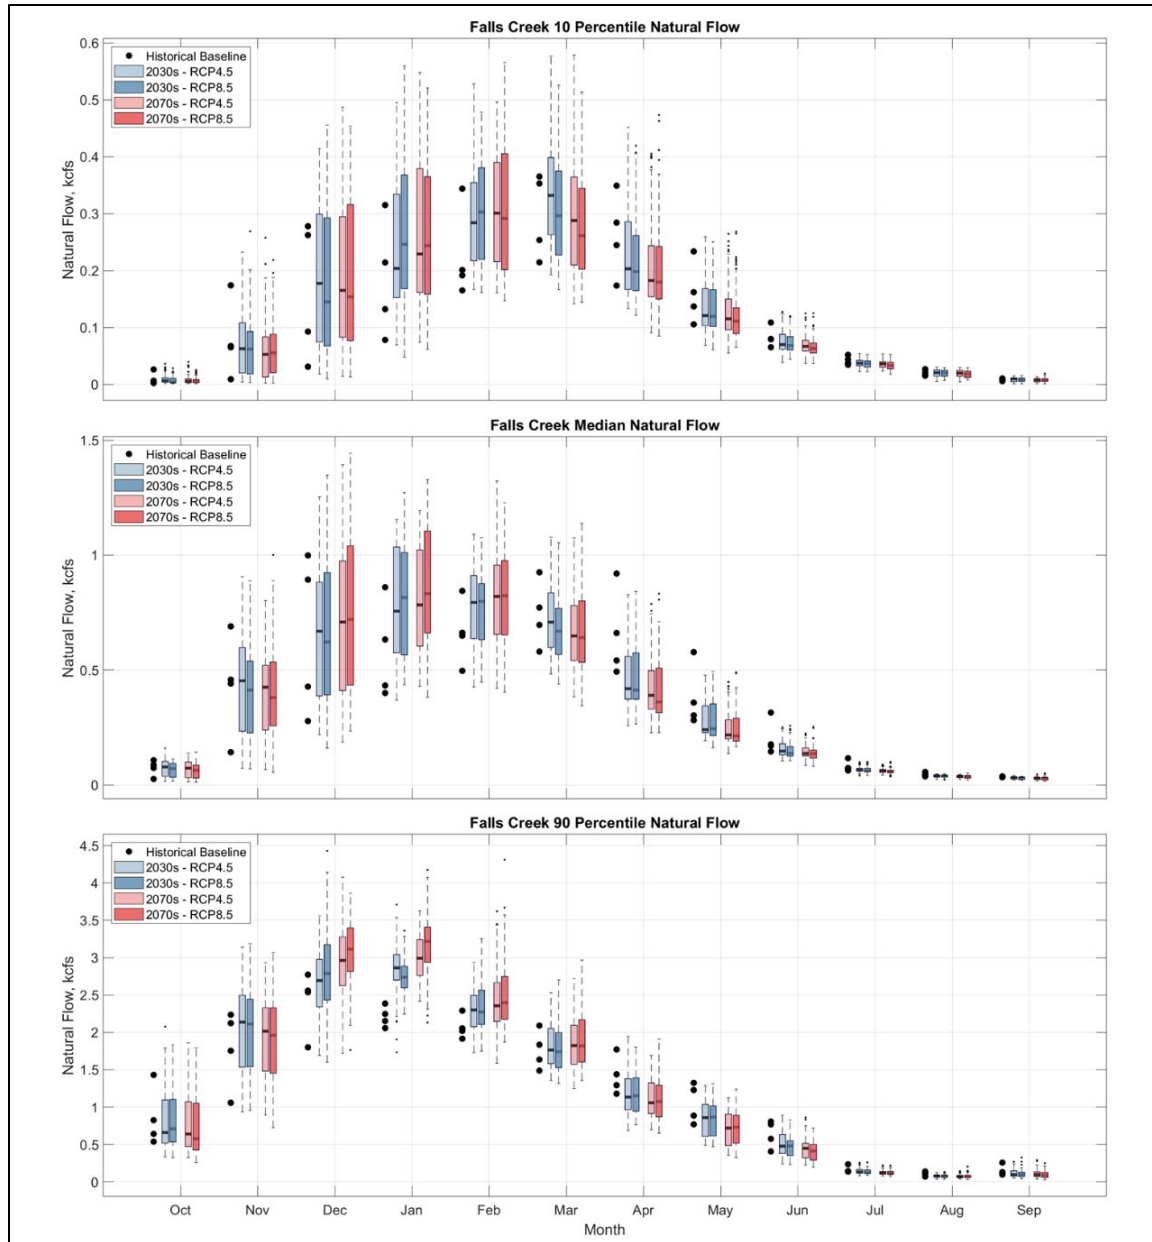 Falls Creek 10 Percentile Natural Flow
Historical Baseline
2030s - RCP4.5
2030s - RCP8.5
2070s - RCP4.5
2070s - RCP8.5
Natural Flow, kcfs
0.6
0.5
0.4
0.3
0.2
0.1
0
Falls Creek Median Natural Flow
Historical Baseline
2030s - RCP4.5
2030s - RCP8.5
2070s - RCP4.5
2070s - RCP8.5
Natural Flow, kcfs
1.5
1
0.5
0
Falls Creek 90 Percentile Natural Flow
Historical Baseline
2030s - RCP4.5
2030s - RCP8.5
2070s - RCP4.5
2070s - RCP8.5
Natural Flow, kcfs
4.5
4
3.5
3
2.5
2
1.5
1
0.5
0
Oct Nov Dec Jan Feb Mar Apr May Jun Jul Aug Sep
Month